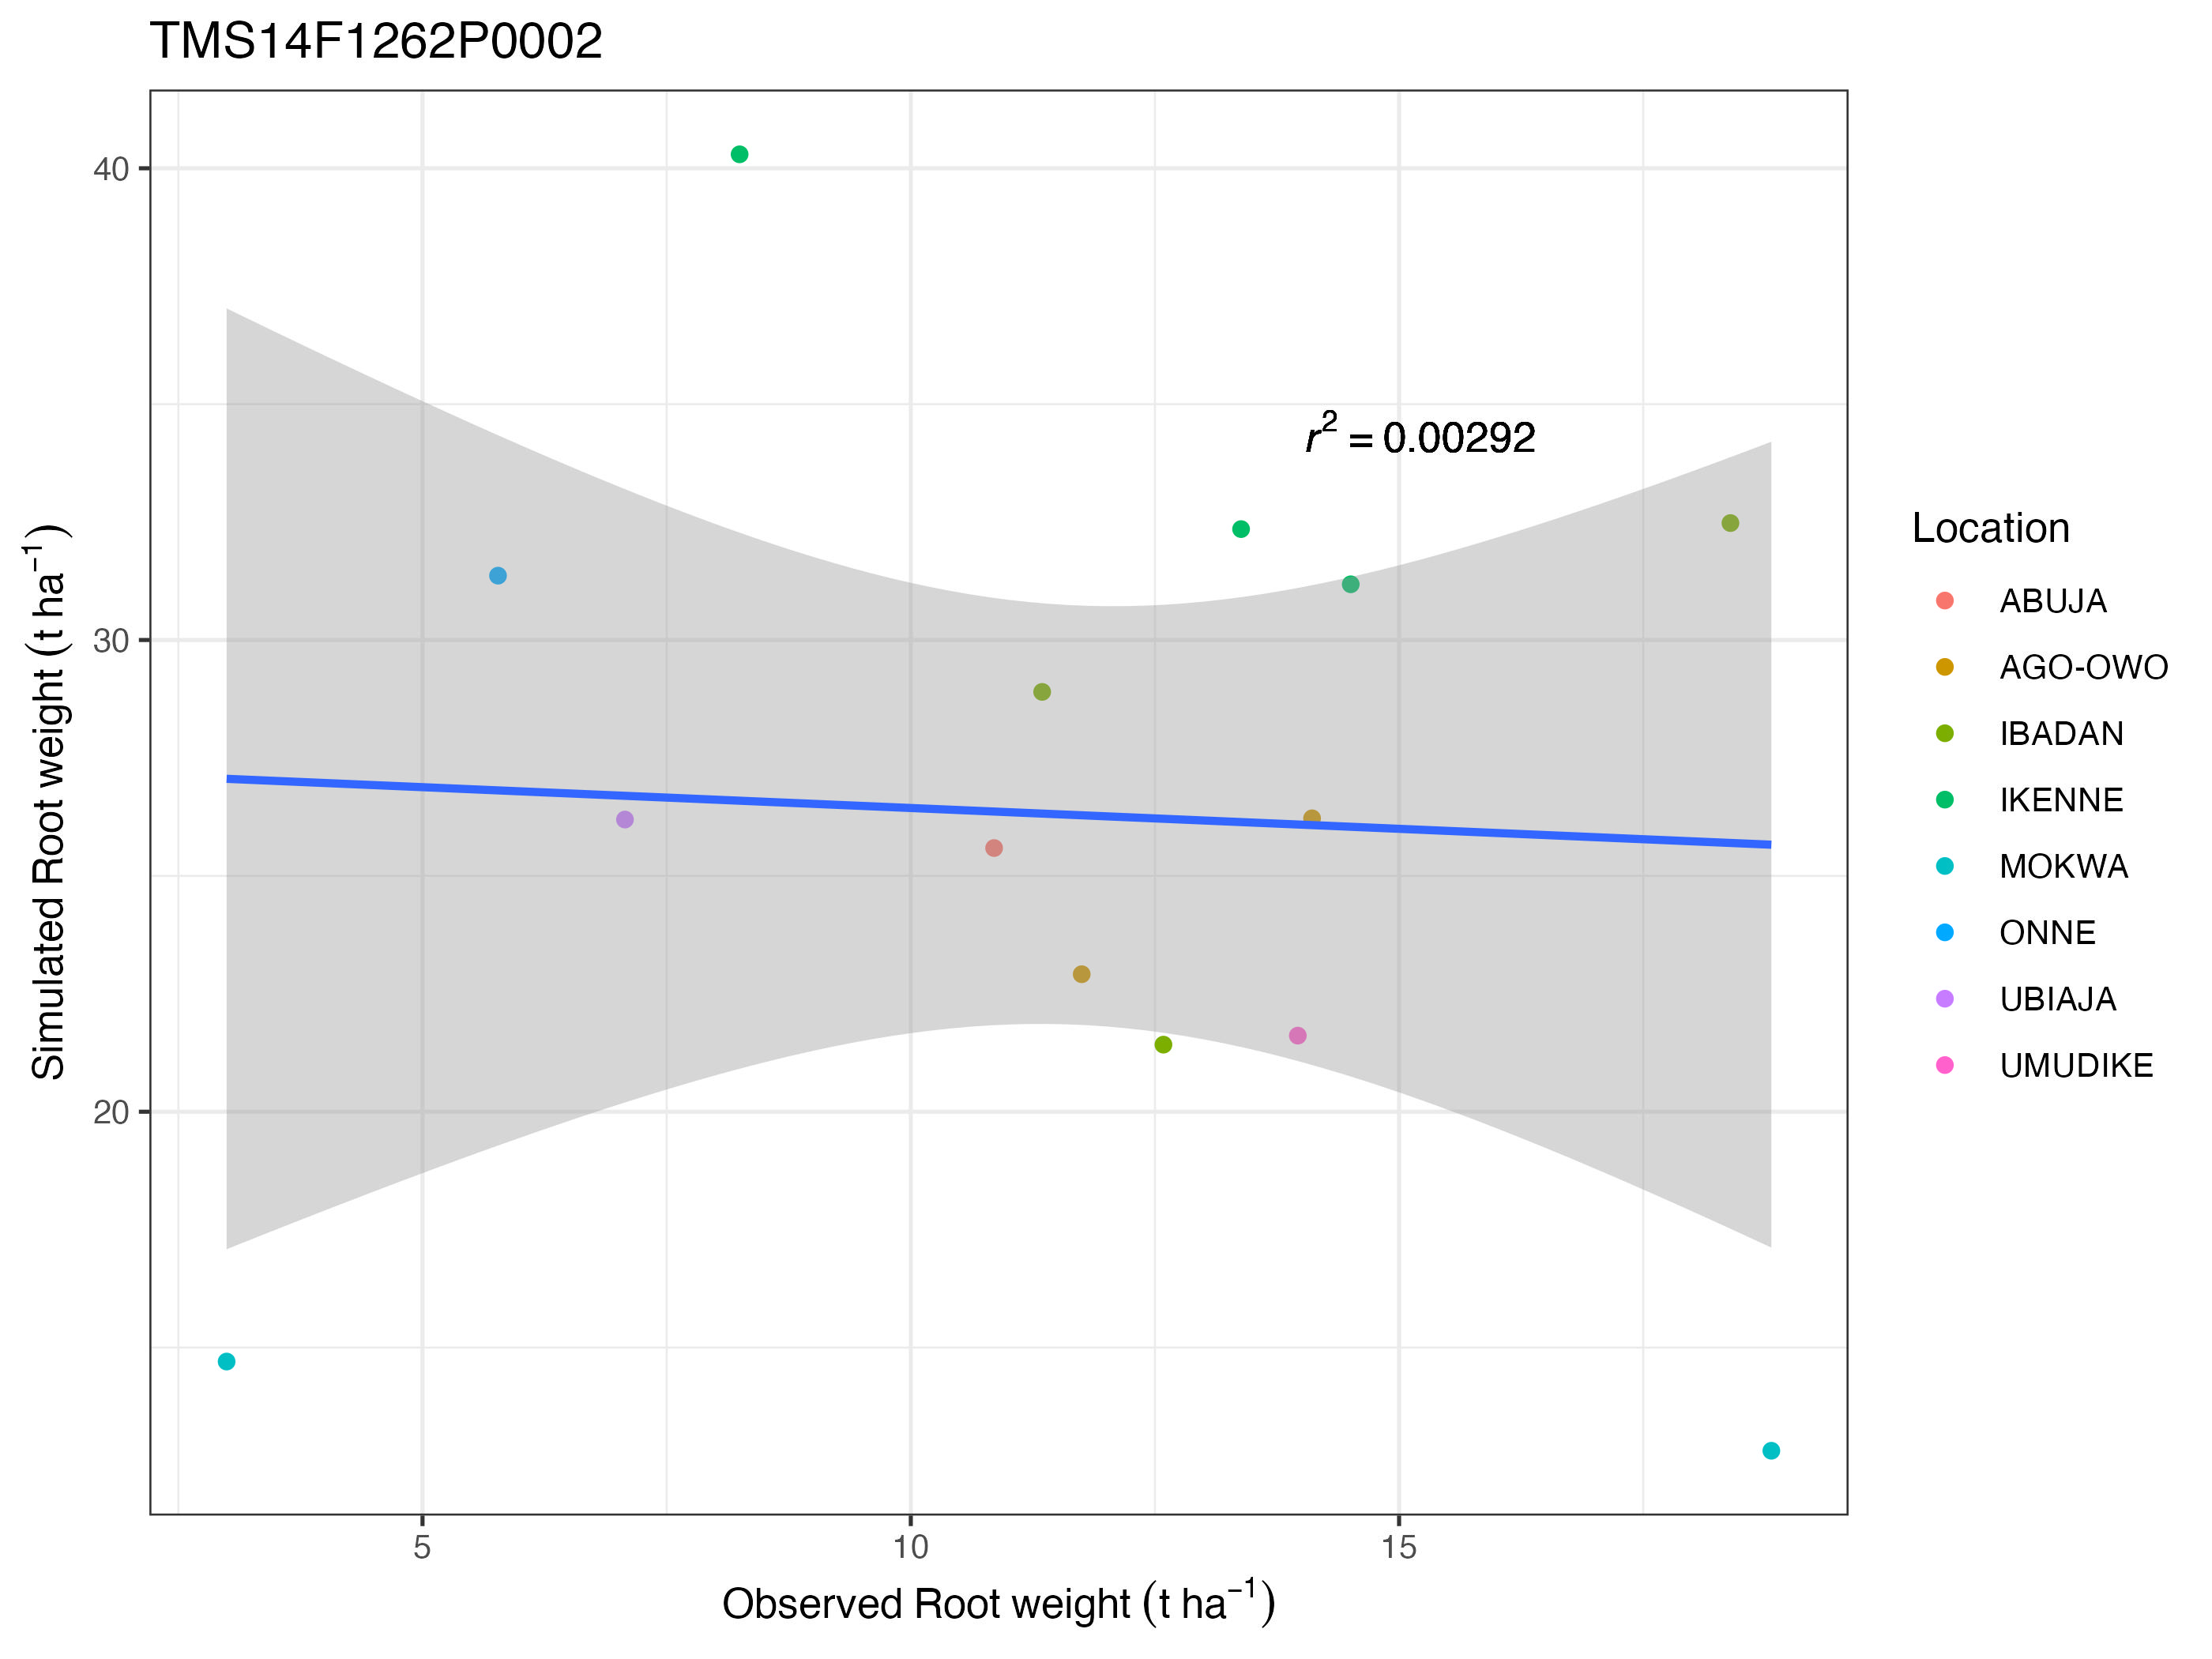 TMS14F1262P0002
40
30
20
Simulated Root weight (t ha⁻¹)
r² = 0.00292
5 10 15
Observed Root weight (t ha⁻¹)
Location
ABUJA
AGO-OWO
IBADAN
IKENNE
MOKWA
ONNE
UBIAJA
UMUDIKE